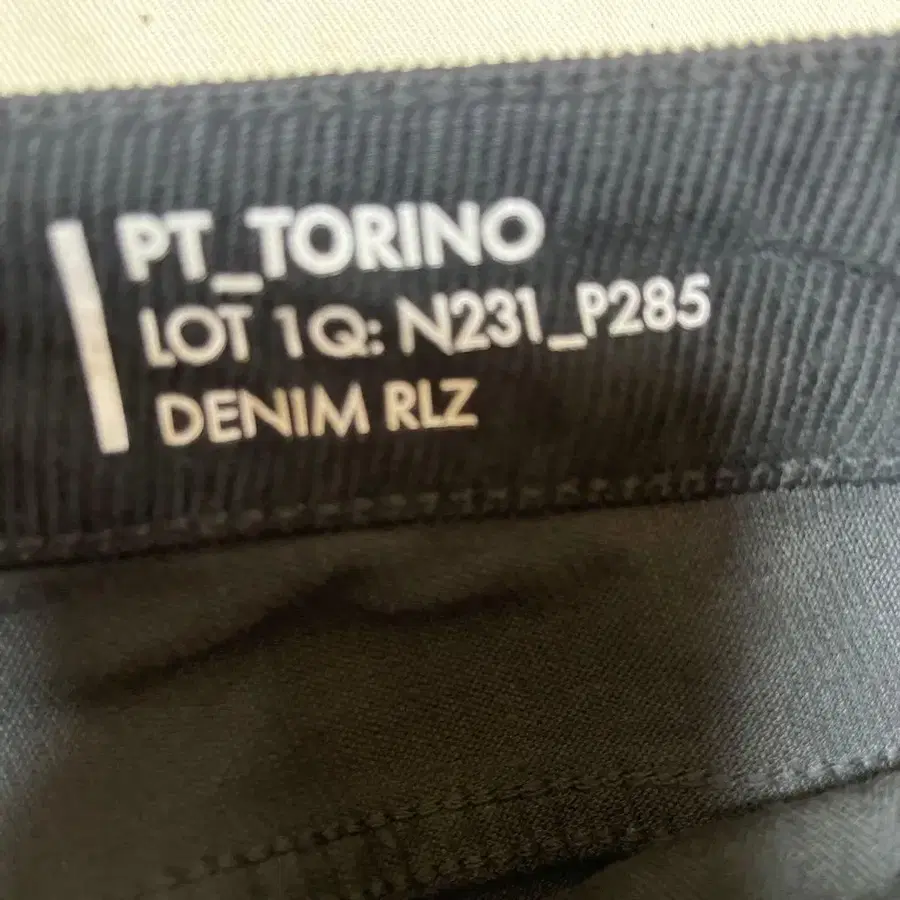 PT_TORINO
LOT 1Q: N231_P285
DENIM RLZ